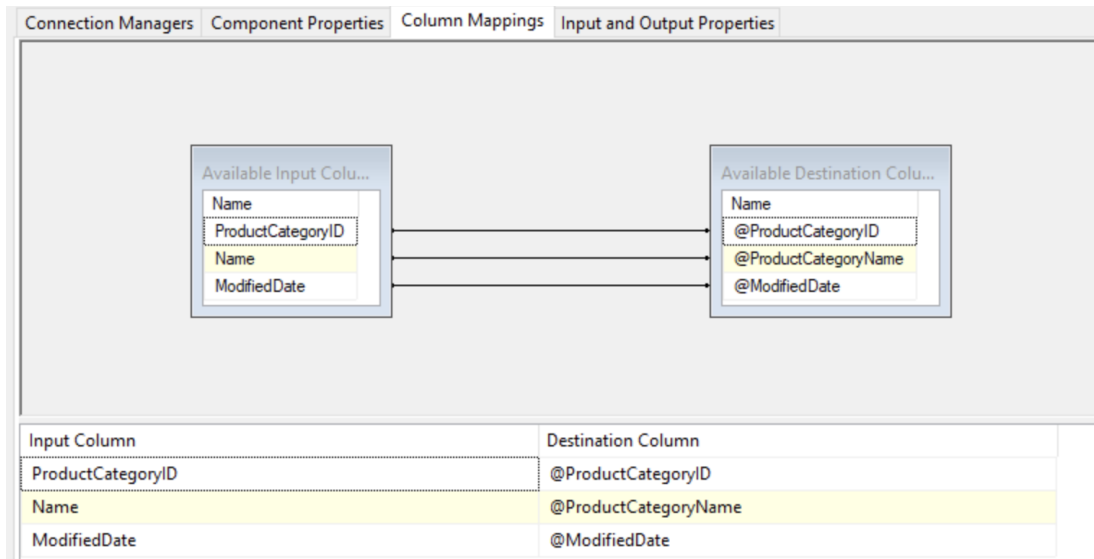 Connection Managers Component Properties Column Mappings Input and Output Properties
Available Input Colu... Available Destination Colu...
Name Name
ProductCategoryID @ProductCategoryID
Name @ProductCategoryName
ModifiedDate @ModifiedDate
Input Column Destination Column
ProductCategoryID @ProductCategoryID
Name @ProductCategoryName
ModifiedDate @ModifiedDate